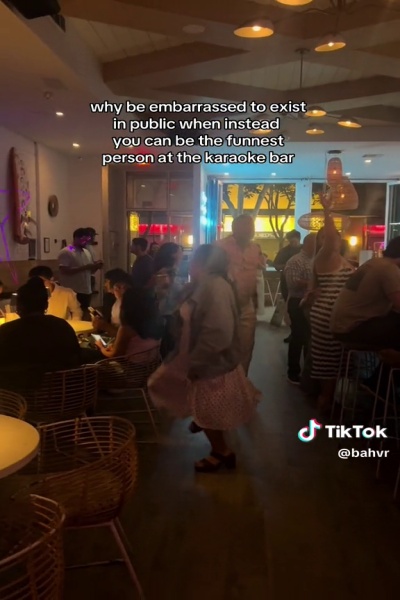 why be embarrassed to exist
in public when instead
you can be the funnest
person at the karaoke bar
TikTok
@bahvr